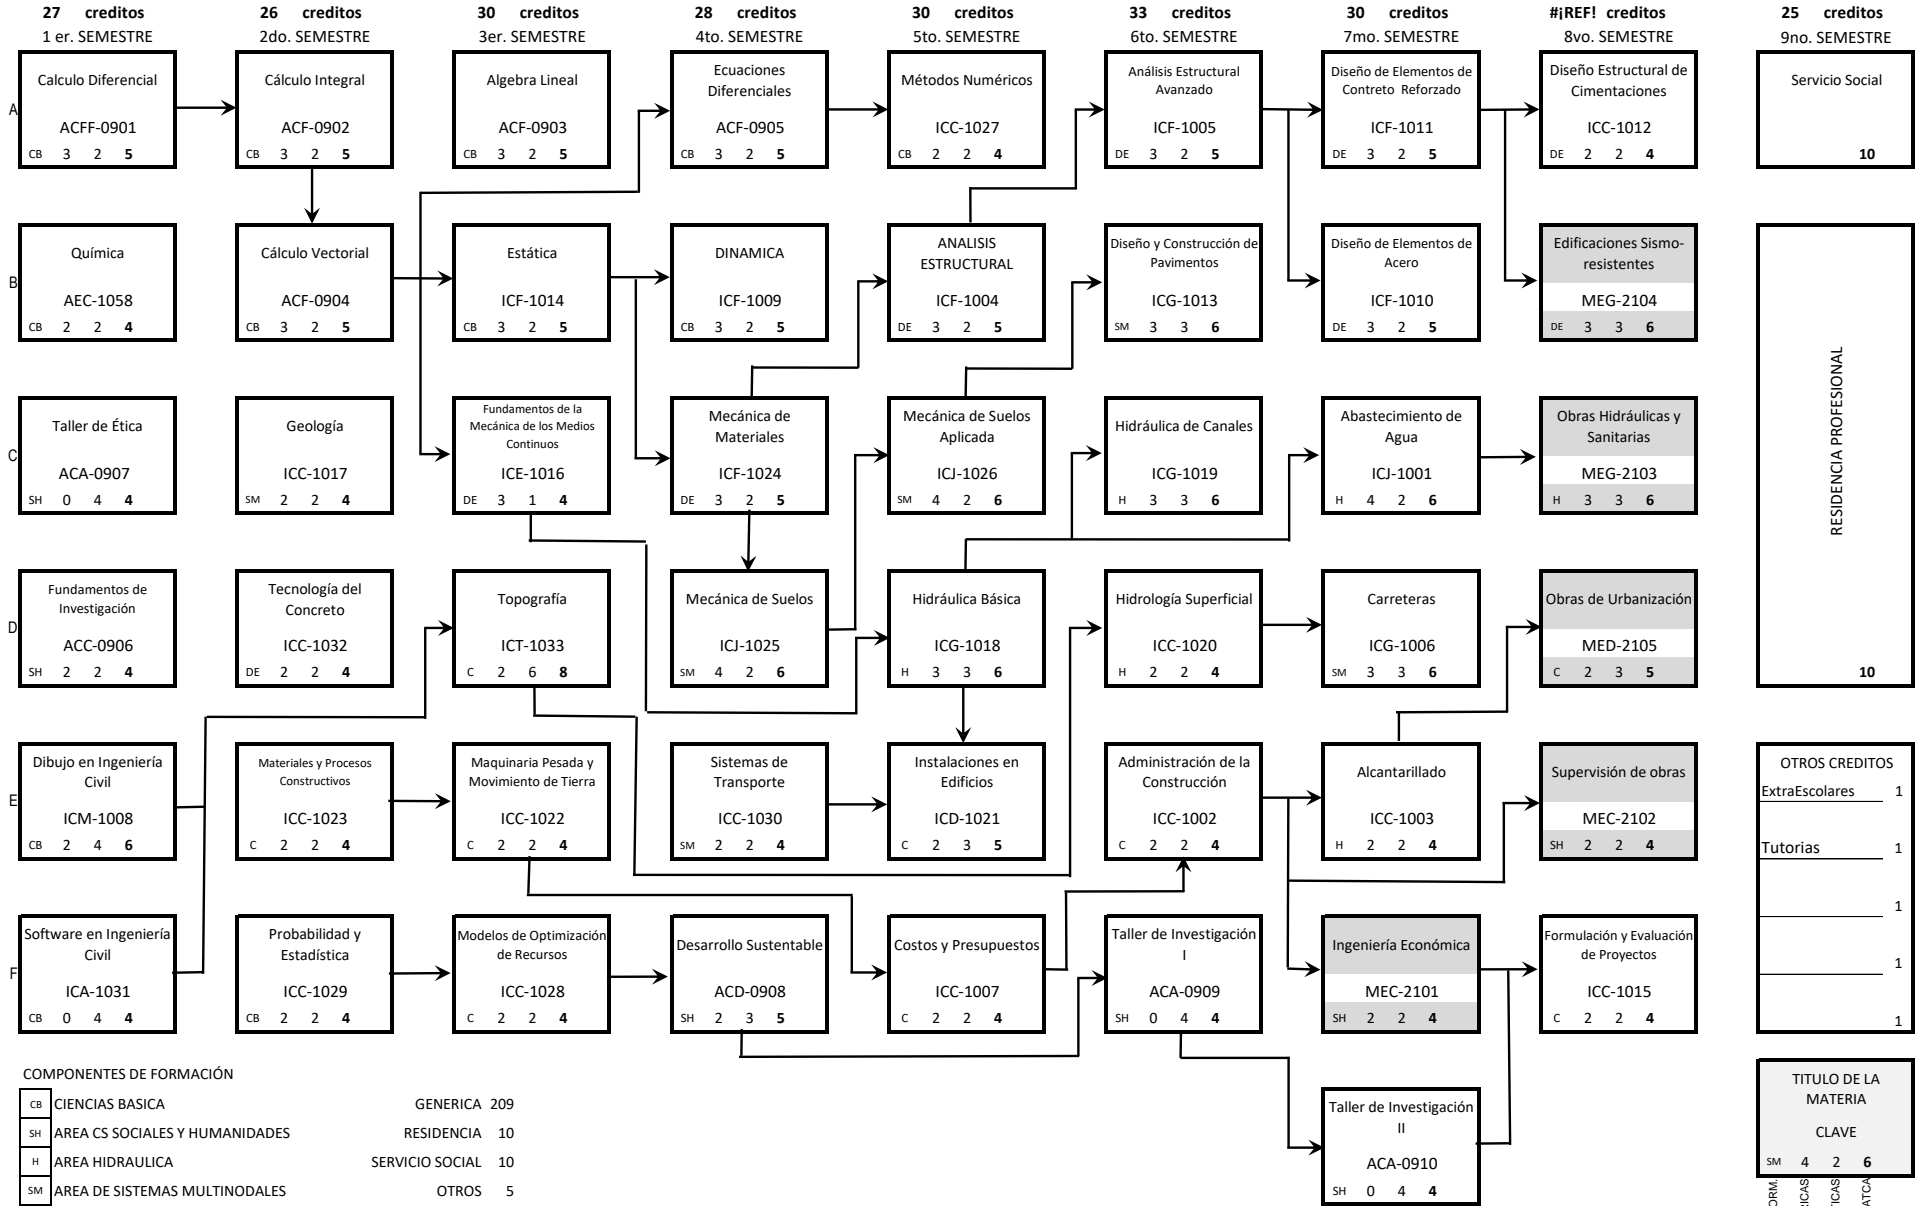 27 creditos 26 creditos 30 creditos 28 creditos 30 creditos 33 creditos 30 creditos #¡REF! creditos 25 creditos
1 er. SEMESTRE 2do. SEMESTRE 3er. SEMESTRE 4to. SEMESTRE 5to. SEMESTRE 6to. SEMESTRE 7mo. SEMESTRE 8vo. SEMESTRE 9no. SEMESTRE
A
Calculo Diferencial
ACFF-0901
CB 3 2 5
Cálculo Integral
ACF-0902
CB 3 2 5
Algebra Lineal
ACF-0903
CB 3 2 5
Ecuaciones
Diferenciales
ACF-0905
CB 3 2 5
Métodos Numéricos
ICC-1027
CB 2 2 4
Análisis Estructural
Avanzado
ICF-1005
DE 3 2 5
Diseño de Elementos de
Contreto Reforzado
ICF-1011
DE 3 2 5
Diseño Estructural de
Cimentaciones
ICC-1012
DE 2 2 4
Servicio Social
10
B
Química
AEC-1058
CB 2 2 4
Cálculo Vectorial
ACF-0904
CB 3 2 5
Estática
ICF-1014
CB 3 2 5
DINAMICA
ICF-1009
CB 3 2 5
ANALISIS
ESTRUCTURAL
ICF-1004
DE 3 2 5
Diseño y Construcción de
Pavimentos
ICG-1013
SM 3 3 6
Diseño de Elementos de
Acero
ICF-1010
DE 3 2 5
Edificaciones Sismo-
resistentes
MEG-2104
DE 3 3 6
RESIDENCIA PROFESIONAL
10
C
Taller de Ética
ACA-0907
SH 0 4 4
Geología
ICC-1017
SM 2 2 4
Fundamentos de la
Mecánica de los Medios
Continuos
ICE-1016
DE 3 1 4
Mecánica de
Materiales
ICF-1024
DE 3 2 5
Mecánica de Suelos
Aplicada
ICJ-1026
SM 4 2 6
Hidráulica de Canales
ICG-1019
H 3 3 6
Abastecimiento de
Agua
ICJ-1001
H 4 2 6
Obras Hidráulicas y
Sanitarias
MEG-2103
H 3 3 6
D
Fundamentos de
Investigación
ACC-0906
SH 2 2 4
Tecnología del
Concreto
ICC-1032
DE 2 2 4
Topografía
ICT-1033
C 2 6 8
Mecánica de Suelos
ICJ-1025
SM 4 2 6
Hidráulica Básica
ICG-1018
H 3 3 6
Hidrología Superficial
ICC-1020
H 2 2 4
Carreteras
ICG-1006
SM 3 3 6
Obras de Urbanización
MED-2105
C 2 3 5
E
Dibujo en Ingeniería
Civil
ICM-1008
CB 2 4 6
Materiales y Procesos
Constructivos
ICC-1023
C 2 2 4
Maquinaria Pesada y
Movimiento de Tierra
ICC-1022
C 2 2 4
Sistemas de
Transporte
ICC-1030
SM 2 2 4
Instalaciones en
Edificios
ICD-1021
C 2 3 5
Administración de la
Construcción
ICC-1002
C 2 2 4
Alcantarillado
ICC-1003
H 2 2 4
Supervisión de obras
MEC-2102
SH 2 2 4
OTROS CREDITOS
ExtraEscolares 1
Tutorias 1
1
1
1
F
Software en Ingeniería
Civil
ICA-1031
CB 0 4 4
Probabilidad y
Estadística
ICC-1029
CB 2 2 4
Modelos de Optimización
de Recursos
ICC-1028
C 2 2 4
Desarrollo Sustentable
ACD-0908
SH 2 3 5
Costos y Presupuestos
ICC-1007
C 2 2 4
Taller de Investigación
I
ACA-0909
SH 0 4 4
Ingeniería Económica
MEC-2101
SH 2 2 4
Formulación y Evaluación
de Proyectos
ICC-1015
C 2 2 4
Taller de Investigación
II
ACA-0910
SH 0 4 4
COMPONENTES DE FORMACIÓN
CB CIENCIAS BASICA GENERICA 209
SH AREA CS SOCIALES Y HUMANIDADES RESIDENCIA 10
H AREA HIDRAULICA SERVICIO SOCIAL 10
SM AREA DE SISTEMAS MULTINODALES OTROS 5
TITULO DE LA
MATERIA
CLAVE
SM 4 2 6